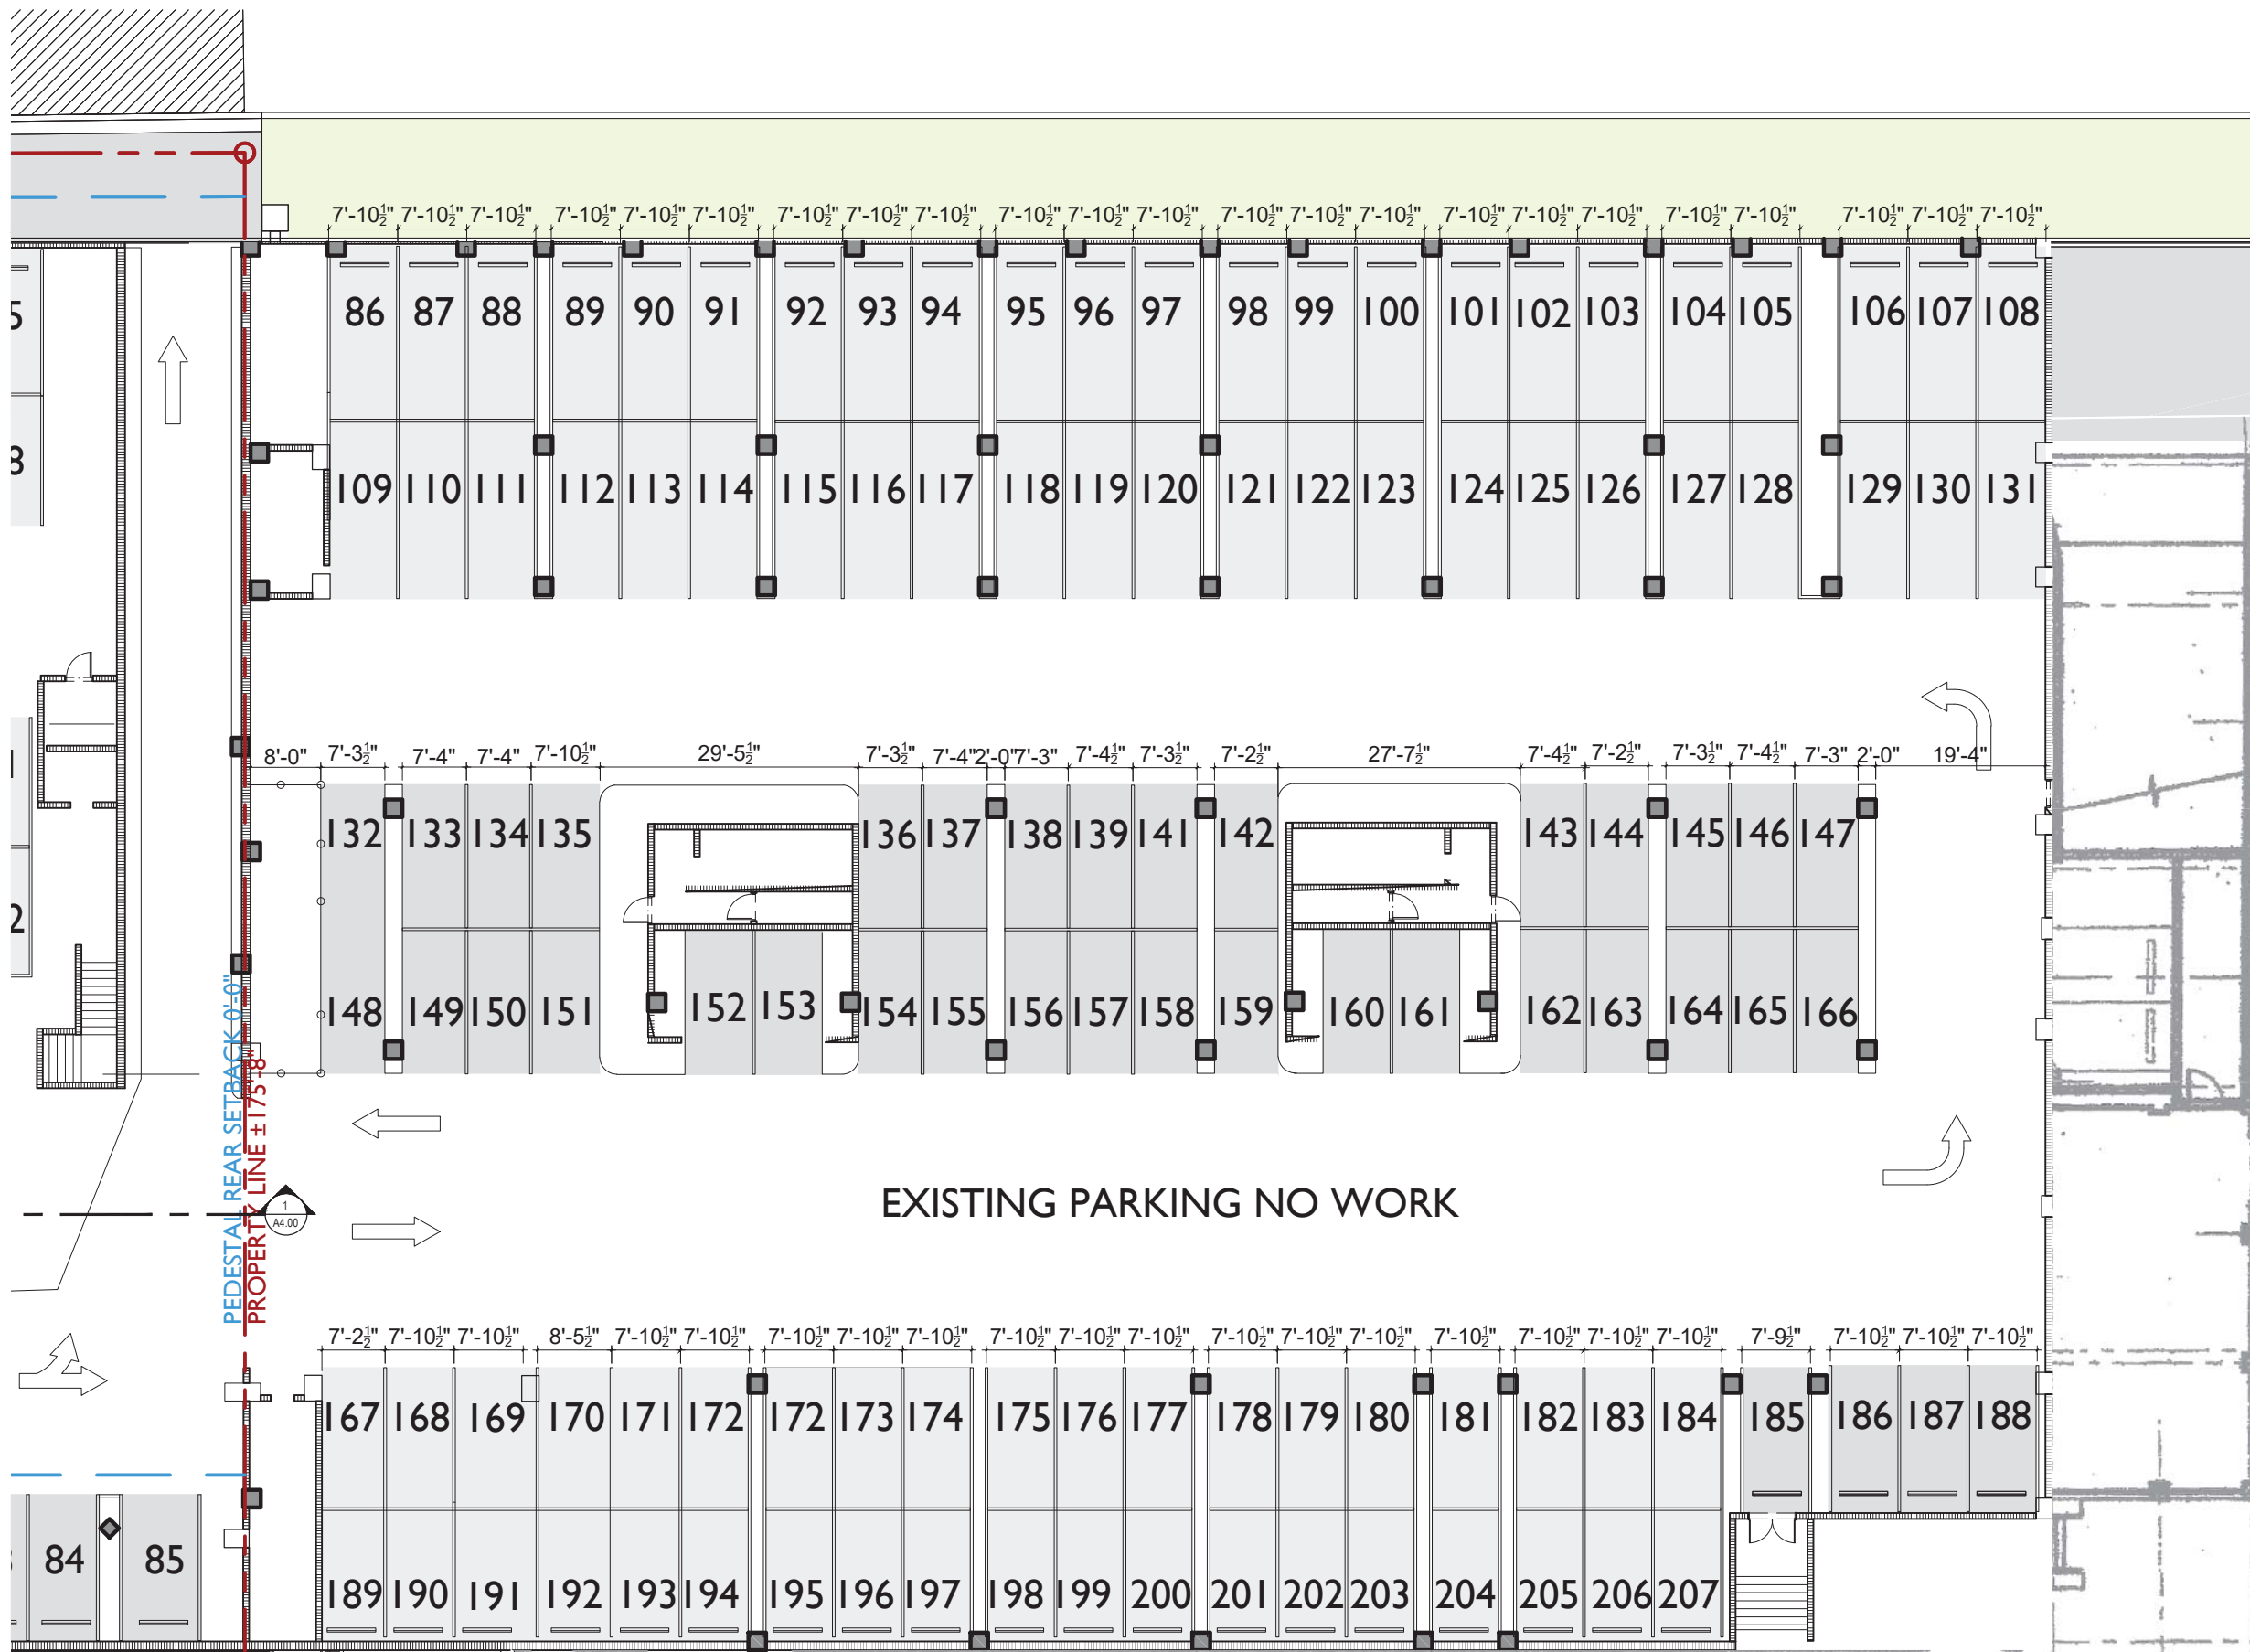 7'-10½" 7'-10½" 7'-10½" 7'-10½" 7'-10½" 7'-10½" 7'-10½" 7'-10½" 7'-10½" 7'-10½" 7'-10½" 7'-10½" 7'-10½" 7'-10½" 7'-10½" 7'-10½" 7'-10½" 7'-10½" 7'-10½" 7'-10½" 7'-10½" 7'-10½" 7'-10½"
86 87 88 89 90 91 92 93 94 95 96 97 98 99 100 101 102 103 104 105 106 107 108
109 110 111 112 113 114 115 116 117 118 119 120 121 122 123 124 125 126 127 128 129 130 131
8'-0" 7'-3½" 7'-4" 7'-4" 7'-10½" 29'-5½" 7'-3½" 7'-4" 2'-0" 7'-3" 7'-4½" 7'-3½" 7'-2½" 27'-7½" 7'-4½" 7'-2½" 7'-3½" 7'-4½" 7'-3" 2'-0" 19'-4"
132 133 134 135 136 137 138 139 141 142 143 144 145 146 147
148 149 150 151 152 153 154 155 156 157 158 159 160 161 162 163 164 165 166
PEDESTAL REAR SETBACK 0'-0"
PROPERTY LINE ± 175'-8"
1
A4.00
EXISTING PARKING NO WORK
7'-2½" 7'-10½" 7'-10½" 8'-5½" 7'-10½" 7'-10½" 7'-10½" 7'-10½" 7'-10½" 7'-10½" 7'-10½" 7'-10½" 7'-10½" 7'-10½" 7'-10½" 7'-10½" 7'-10½" 7'-10½" 7'-10½" 7'-9½" 7'-10½" 7'-10½" 7'-10½"
167 168 169 170 171 172 172 173 174 175 176 177 178 179 180 181 182 183 184 185 186 187 188
84 85
189 190 191 192 193 194 195 196 197 198 199 200 201 202 203 204 205 206 207